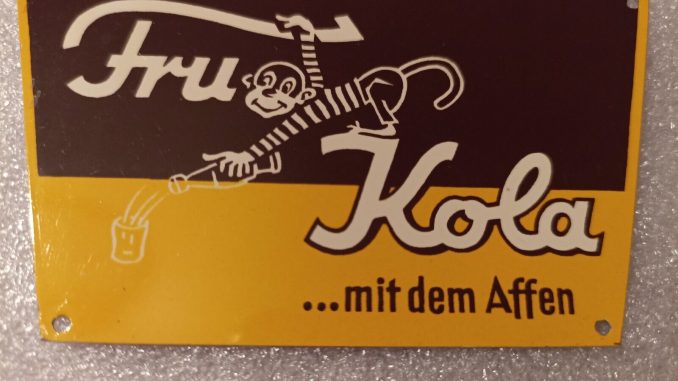 Fru
Kola
...mit dem Affen